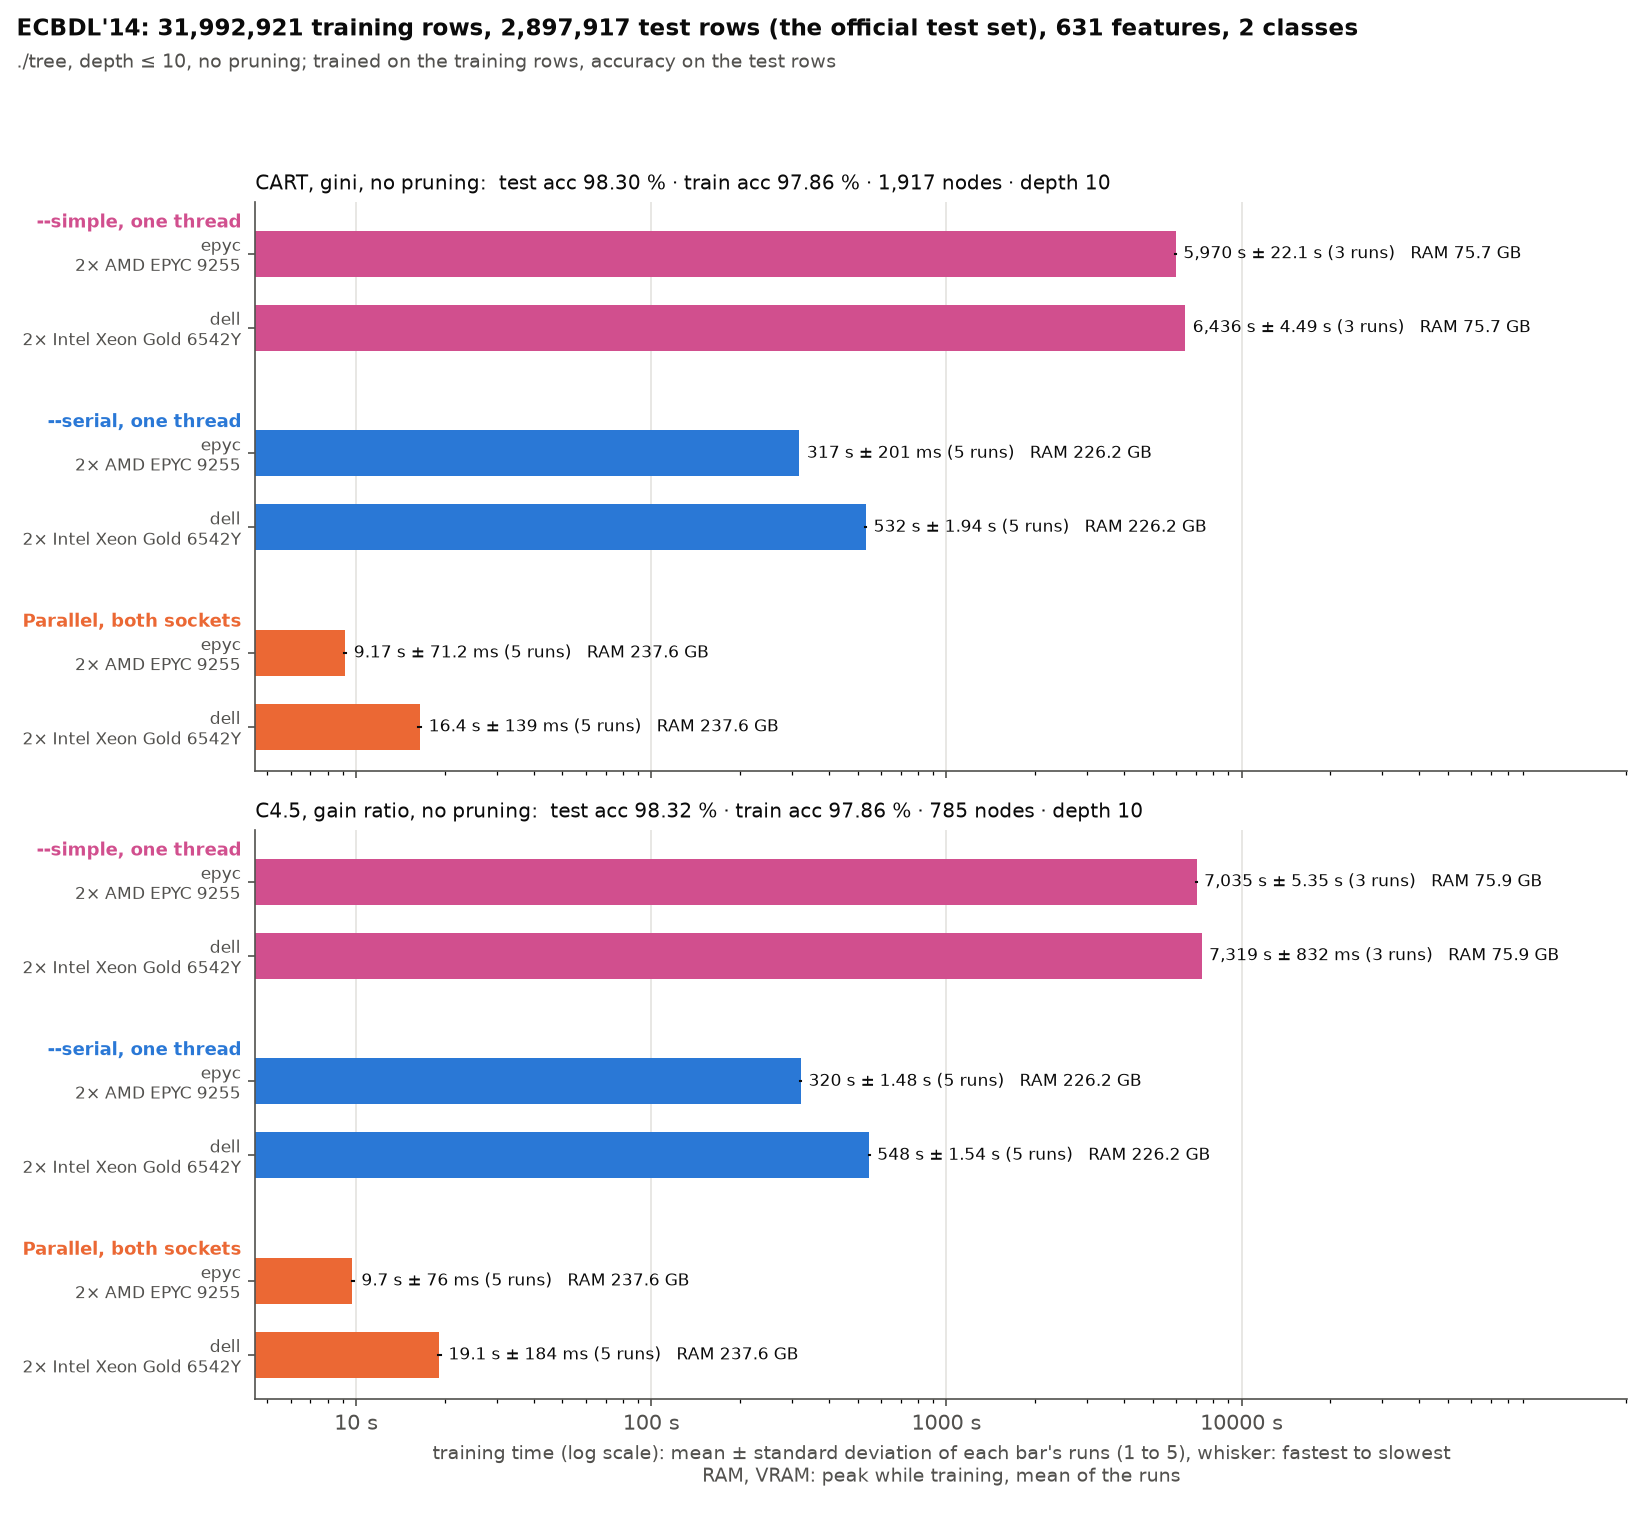 ECBDL'14: 31,992,921 training rows, 2,897,917 test rows (the official test set), 631 features, 2 classes
./tree, depth ≤ 10, no pruning; trained on the training rows, accuracy on the test rows
CART, gini, no pruning:  test acc 98.30 % · train acc 97.86 % · 1,917 nodes · depth 10
--simple, one thread
epyc
2× AMD EPYC 9255
5,970 s ± 22.1 s (3 runs)   RAM 75.7 GB
dell
2× Intel Xeon Gold 6542Y
6,436 s ± 4.49 s (3 runs)   RAM 75.7 GB
--serial, one thread
epyc
2× AMD EPYC 9255
317 s ± 201 ms (5 runs)   RAM 226.2 GB
dell
2× Intel Xeon Gold 6542Y
532 s ± 1.94 s (5 runs)   RAM 226.2 GB
Parallel, both sockets
epyc
2× AMD EPYC 9255
9.17 s ± 71.2 ms (5 runs)   RAM 237.6 GB
dell
2× Intel Xeon Gold 6542Y
16.4 s ± 139 ms (5 runs)   RAM 237.6 GB
C4.5, gain ratio, no pruning:  test acc 98.32 % · train acc 97.86 % · 785 nodes · depth 10
--simple, one thread
epyc
2× AMD EPYC 9255
7,035 s ± 5.35 s (3 runs)   RAM 75.9 GB
dell
2× Intel Xeon Gold 6542Y
7,319 s ± 832 ms (3 runs)   RAM 75.9 GB
--serial, one thread
epyc
2× AMD EPYC 9255
320 s ± 1.48 s (5 runs)   RAM 226.2 GB
dell
2× Intel Xeon Gold 6542Y
548 s ± 1.54 s (5 runs)   RAM 226.2 GB
Parallel, both sockets
epyc
2× AMD EPYC 9255
9.7 s ± 76 ms (5 runs)   RAM 237.6 GB
dell
2× Intel Xeon Gold 6542Y
19.1 s ± 184 ms (5 runs)   RAM 237.6 GB
10 s
100 s
1000 s
10000 s
training time (log scale): mean ± standard deviation of each bar's runs (1 to 5), whisker: fastest to slowest
RAM, VRAM: peak while training, mean of the runs